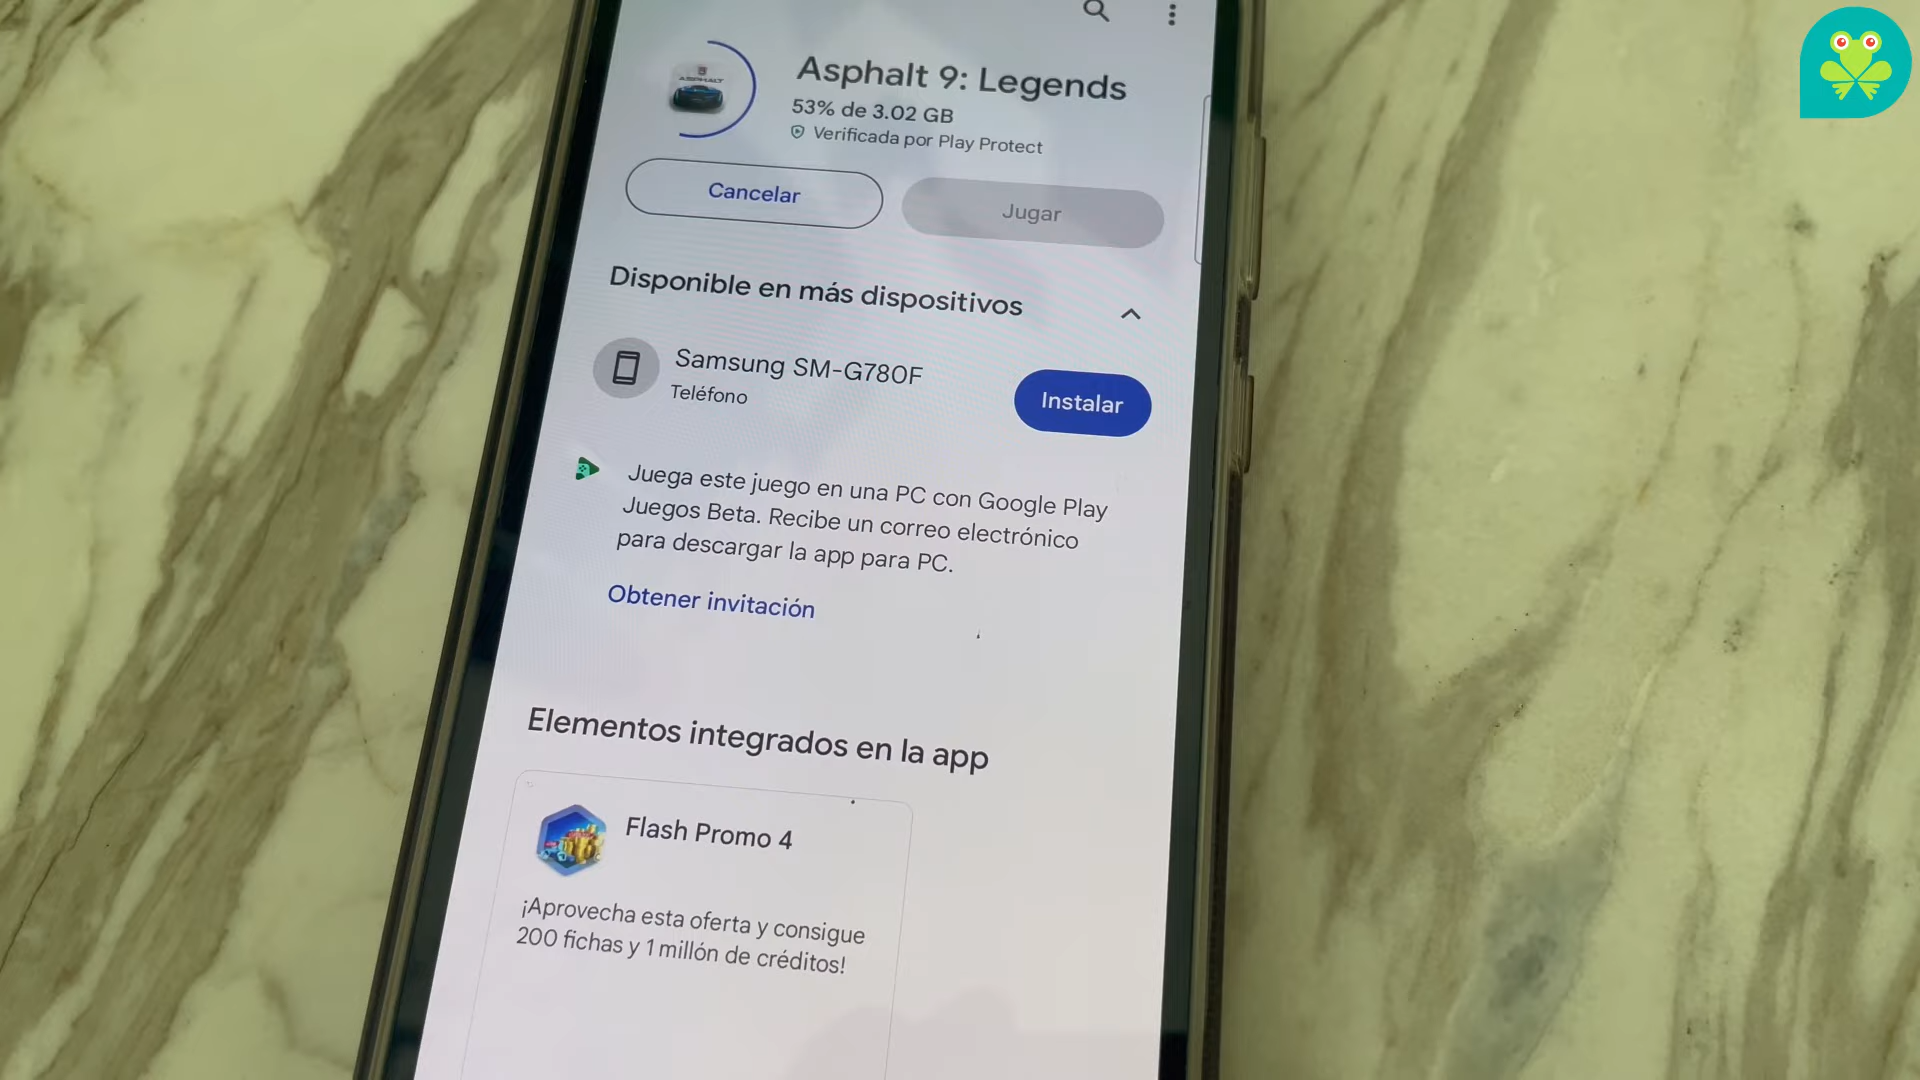 ASPHALT
Asphalt 9: Legends
53% de 3.02 GB
Verificada por Play Protect
Cancelar
Jugar
Disponible en más dispositivos
Samsung SM-G780F
Teléfono
Instalar
Juega este juego en una PC con Google Play
Juegos Beta. Recibe un correo electrónico
para descargar la app para PC.
Obtener invitación
Elementos integrados en la app
Flash Promo 4
¡Aprovecha esta oferta y consigue
200 fichas y 1 millón de créditos!